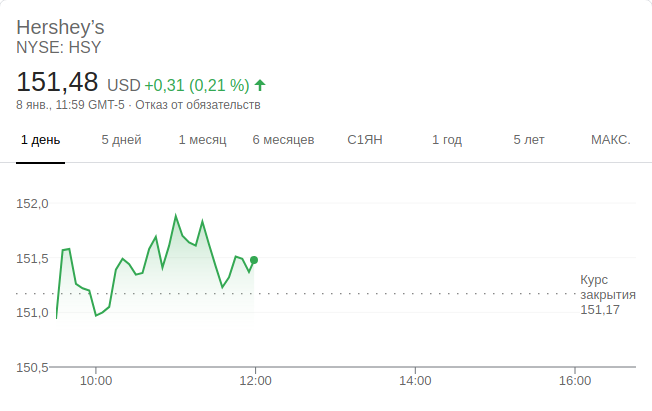 Hershey’s
NYSE: HSY
151,48 USD +0,31 (0,21 %)
8 янв., 11:59 GMT-5 · Отказ от обязательств
1 день 5 дней 1 месяц 6 месяцев С1ЯН 1 год 5 лет МАКС.
152,0
151,5
Курс
закрытия
151,17
151,0
150,5
10:00 12:00 14:00 16:00